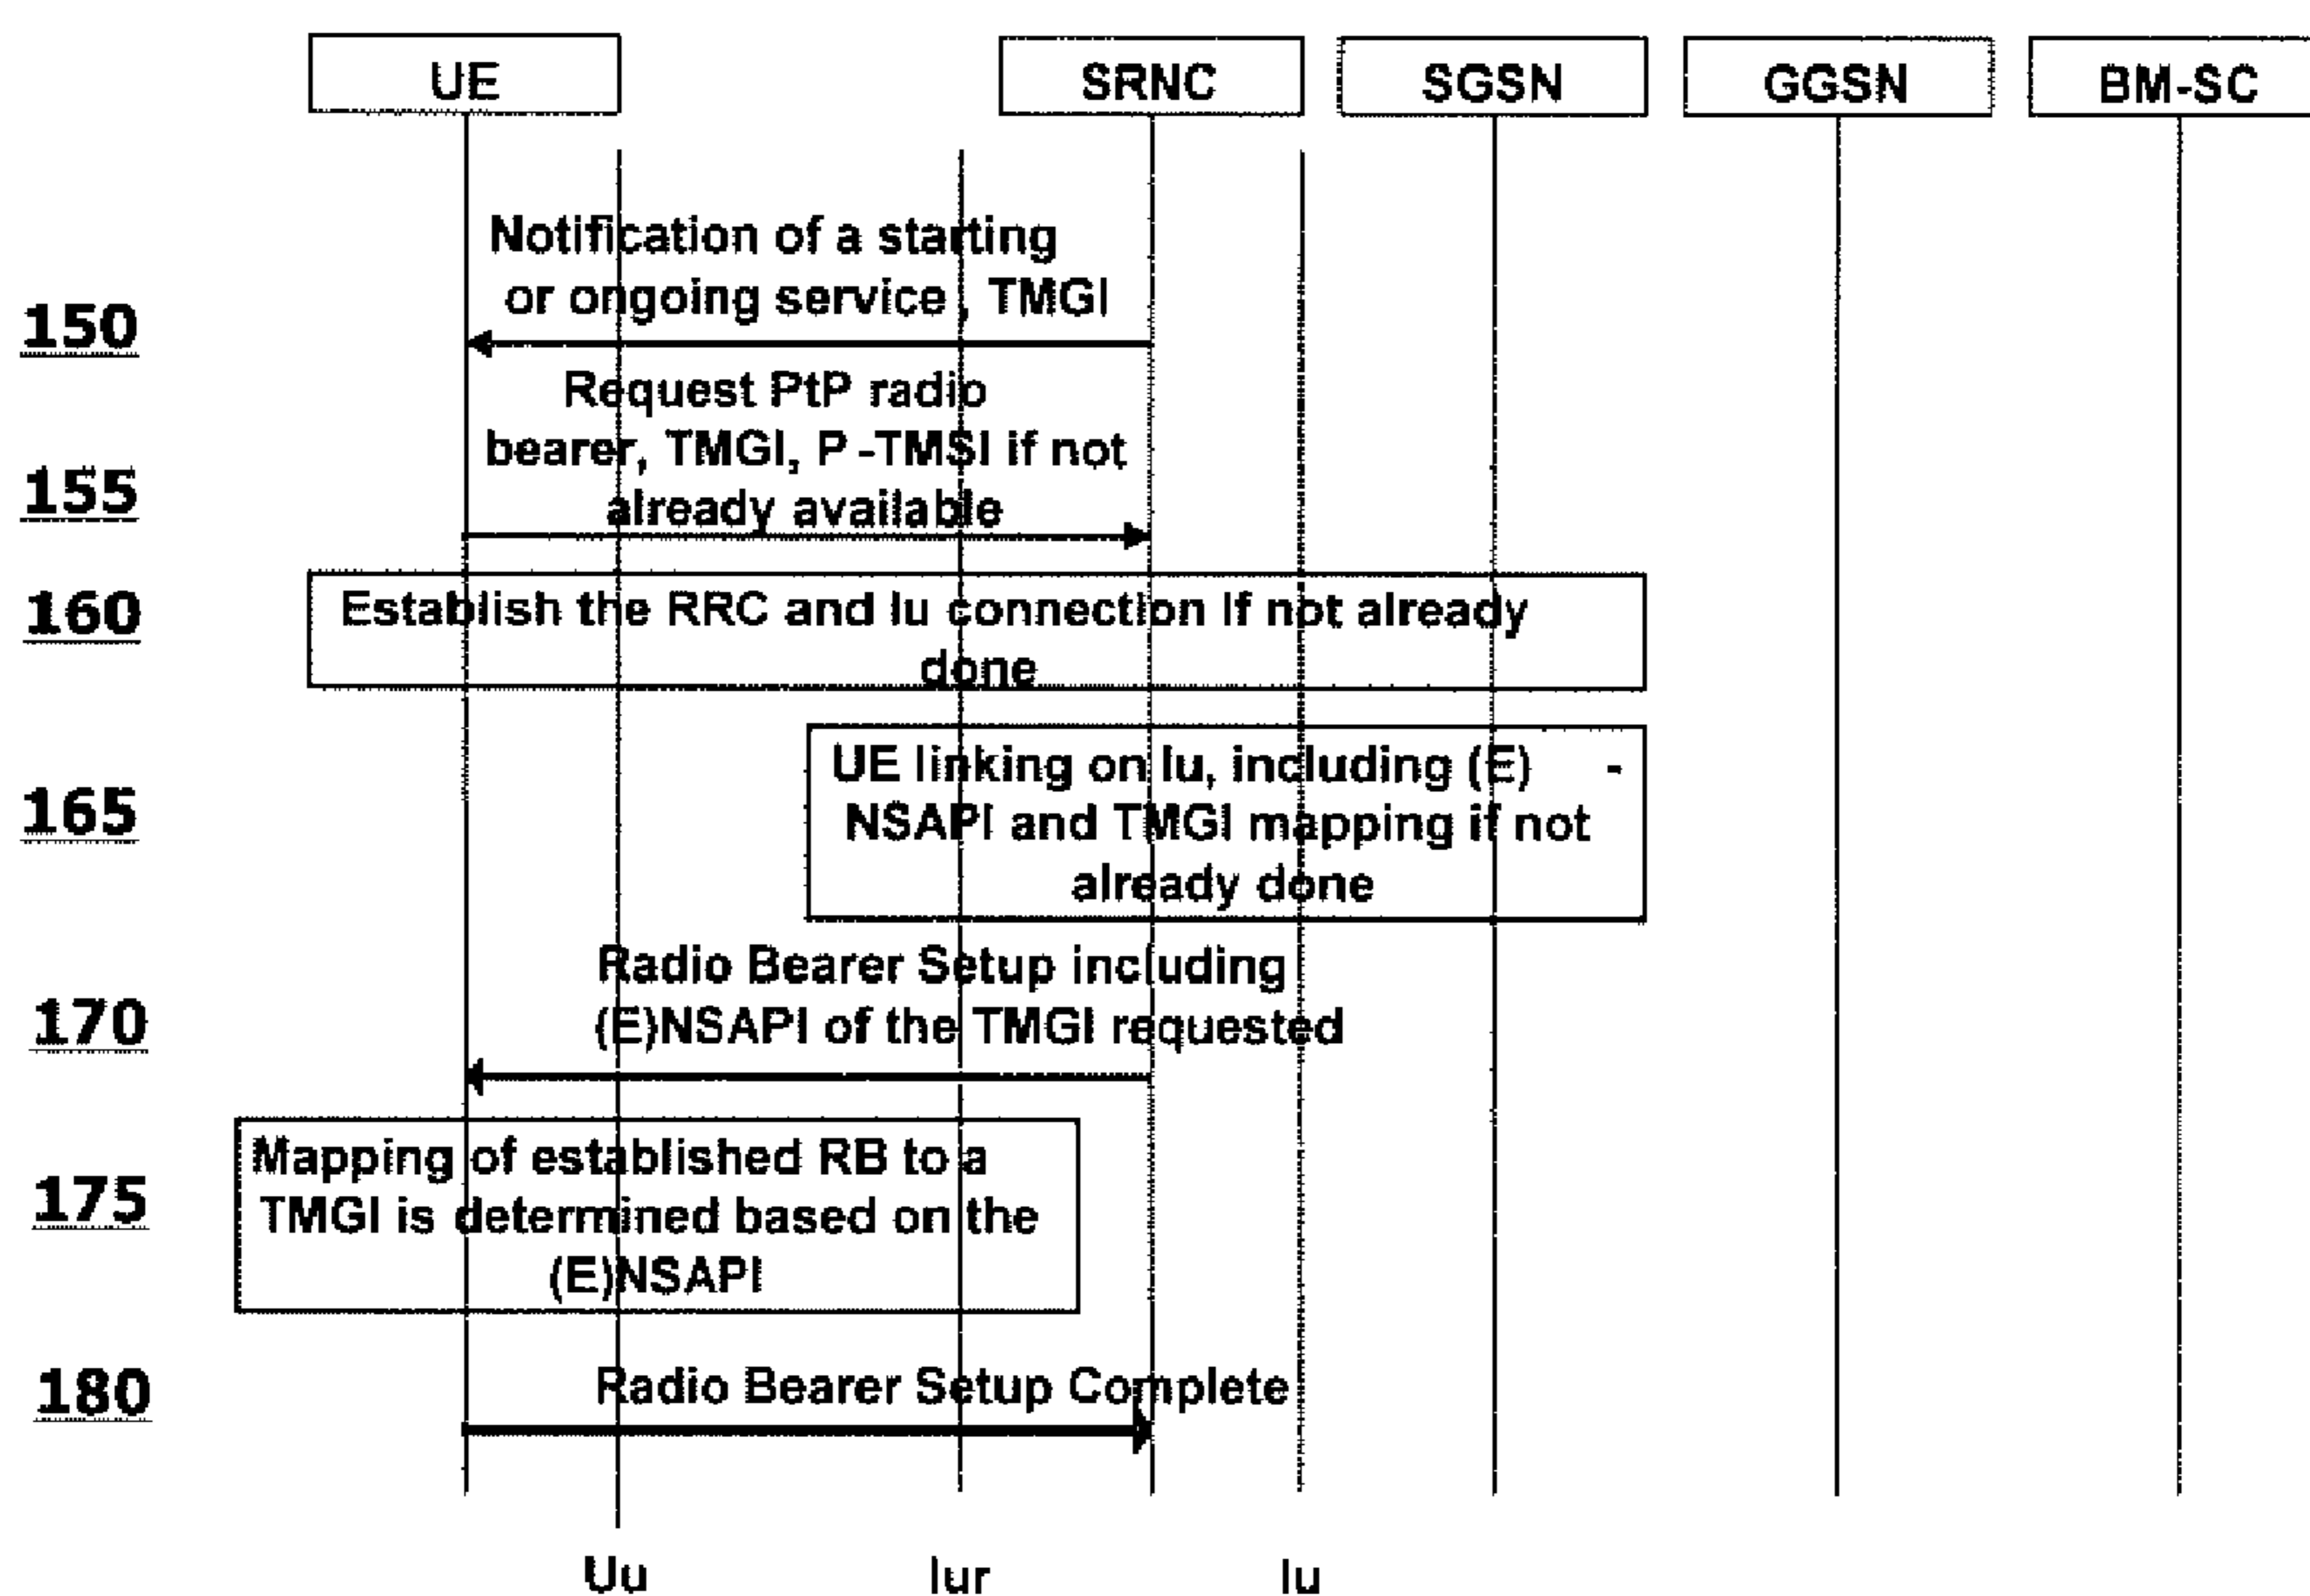 UE SRNC SGSN GGSN BM-SC
Notification of a starting
or ongoing service , TMGI
150
Request PtP radio
bearer, TMGI, P -TMSI if not
155
already available
160
Establish the RRC and Iu connection If not already
done
UE linking on Iu, including (E) -
165
NSAPI and TMGI mapping if not
already done
Radio Bearer Setup including
170
(E)NSAPI of the TMGI requested
Mapping of established RB to a
175
TMGI is determined based on the
(E)NSAPI
180
Radio Bearer Setup Complete
Uu Iur Iu